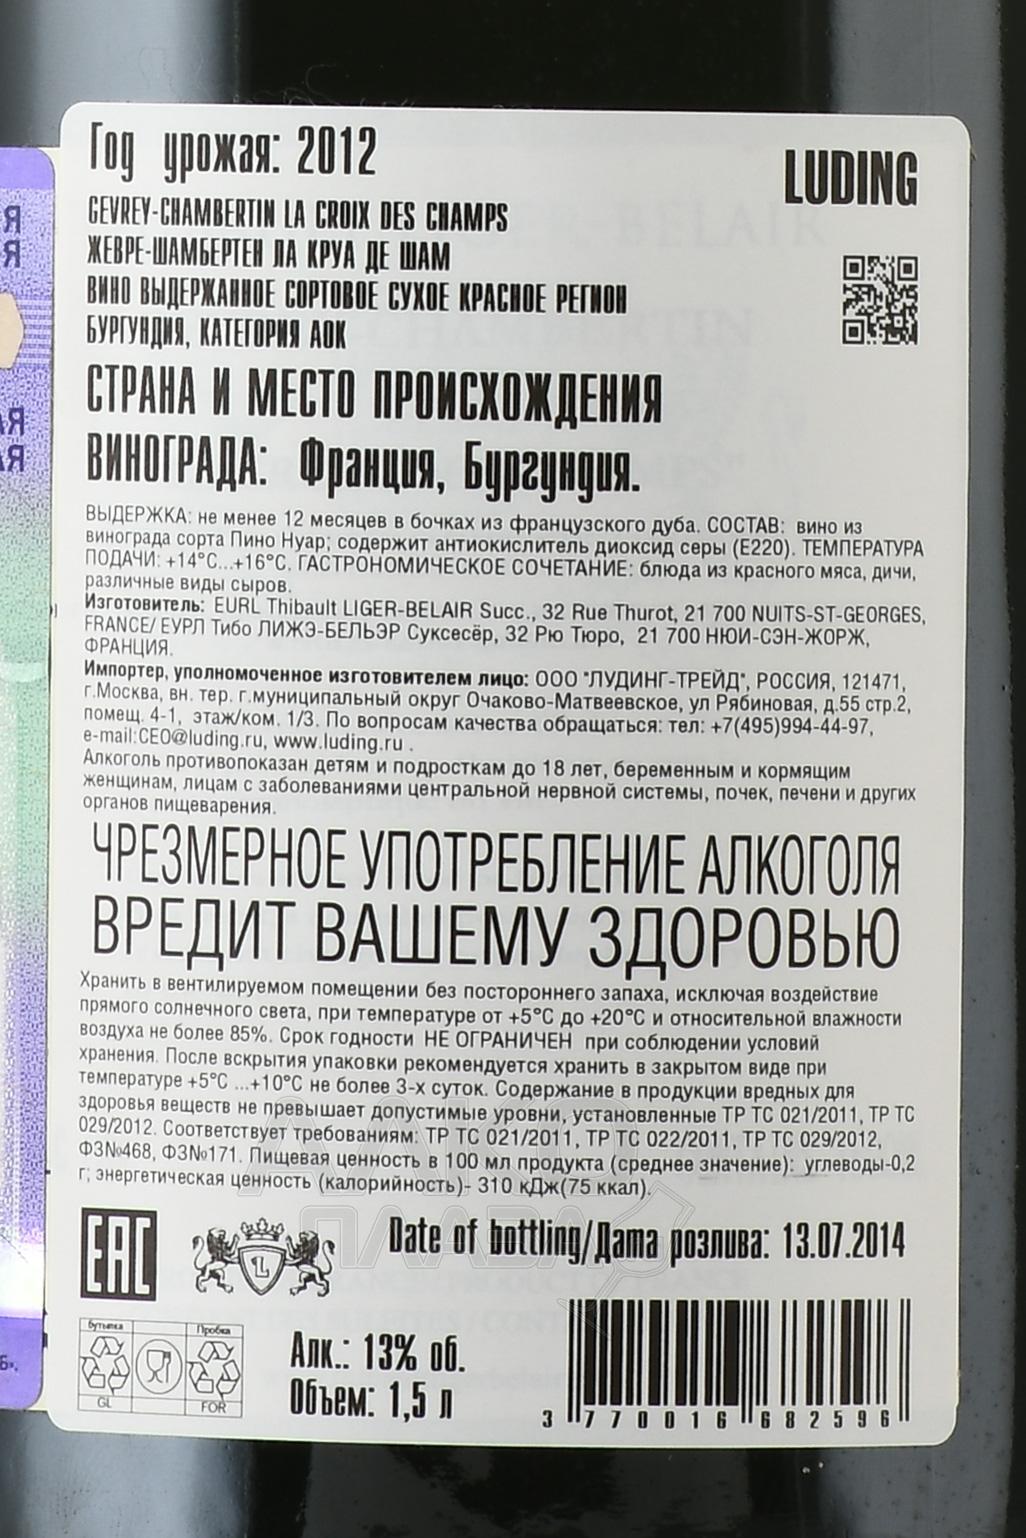 Год урожая: 2012
LUDING
GEVREY-CHAMBERTIN LA CROIX DES CHAMPS
ЖЕВРЕ-ШАМБЕРТЕН ЛА КРУА ДЕ ШАМ
ВИНО ВЫДЕРЖАННОЕ СОРТОВОЕ СУХОЕ КРАСНОЕ РЕГИОН
БУРГУНДИЯ, КАТЕГОРИЯ АОК
СТРАНА И МЕСТО ПРОИСХОЖДЕНИЯ
ВИНОГРАДА: Франция, Бургундия.
ВЫДЕРЖКА: не менее 12 месяцев в бочках из французского дуба. СОСТАВ: вино из
винограда сорта Пино Нуар; содержит антиокислитель диоксид серы (Е220). ТЕМПЕРАТУРА
ПОДАЧИ: +14°С...+16°С. ГАСТРОНОМИЧЕСКОЕ СОЧЕТАНИЕ: блюда из красного мяса, дичи,
различные виды сыров.
Изготовитель: EURL Thibault LIGER-BELAIR Succ., 32 Rue Thurot, 21 700 NUITS-ST-GEORGES,
FRANCE/ ЕУРЛ Тибо ЛИЖЭ-БЕЛЬЭР Суксесёр, 32 Рю Тюро, 21 700 НЮИ-СЭН-ЖОРЖ,
ФРАНЦИЯ.
Импортер, уполномоченное изготовителем лицо: ООО "ЛУДИНГ-ТРЕЙД", РОССИЯ, 121471,
г.Москва, вн. тер. г.муниципальный округ Очаково-Матвеевское, ул Рябиновая, д.55 стр.2,
помещ. 4-1, этаж/ком. 1/3. По вопросам качества обращаться: тел: +7(495)994-44-97,
e-mail:CEO@luding.ru, www.luding.ru .
Алкоголь противопоказан детям и подросткам до 18 лет, беременным и кормящим
женщинам, лицам с заболеваниями центральной нервной системы, почек, печени и других
органов пищеварения.
ЧРЕЗМЕРНОЕ УПОТРЕБЛЕНИЕ АЛКОГОЛЯ
ВРЕДИТ ВАШЕМУ ЗДОРОВЬЮ
Хранить в вентилируемом помещении без постороннего запаха, исключая воздействие
прямого солнечного света, при температуре от +5°С до +20°С и относительной влажности
воздуха не более 85%. Срок годности НЕ ОГРАНИЧЕН при соблюдении условий
хранения. После вскрытия упаковки рекомендуется хранить в закрытом виде при
температуре +5°С ...+10°С не более 3-х суток. Содержание в продукции вредных для
здоровья веществ не превышает допустимые уровни, установленные ТР ТС 021/2011, ТР ТС
029/2012. Соответствует требованиям: ТР ТС 021/2011, ТР ТС 022/2011, ТР ТС 029/2012,
ФЗ№468, ФЗ№171. Пищевая ценность в 100 мл продукта (среднее значение): углеводы-0,2
г; энергетическая ценность (калорийность)- 310 кДж(75 ккал).
АЛКО
ПЛАЗА
EAC
L
Date of bottling/Дата розлива: 13.07.2014
Бутылка
Пробка
GL
FOR
Алк.: 13% об.
Объем: 1,5 л
3 770016 682596